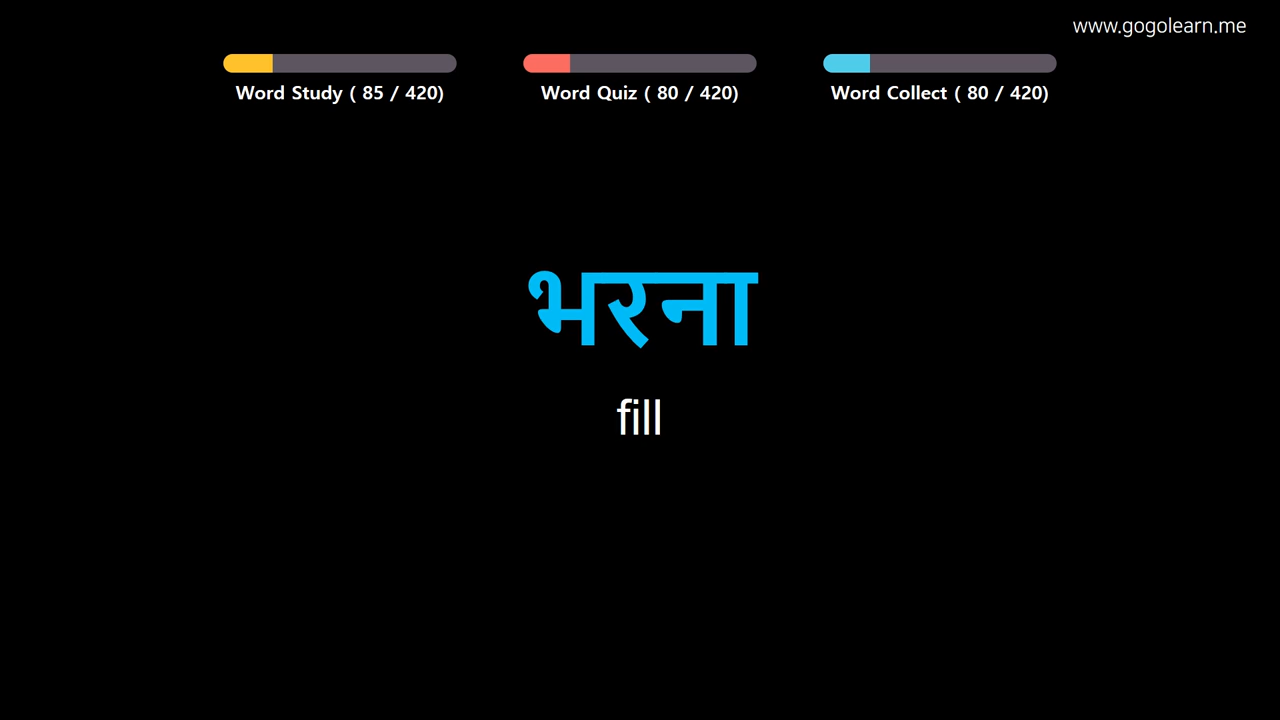 www.gogolearn.me
Word Study ( 85 / 420)
Word Quiz ( 80 / 420)
Word Collect ( 80 / 420)
भरना
fill